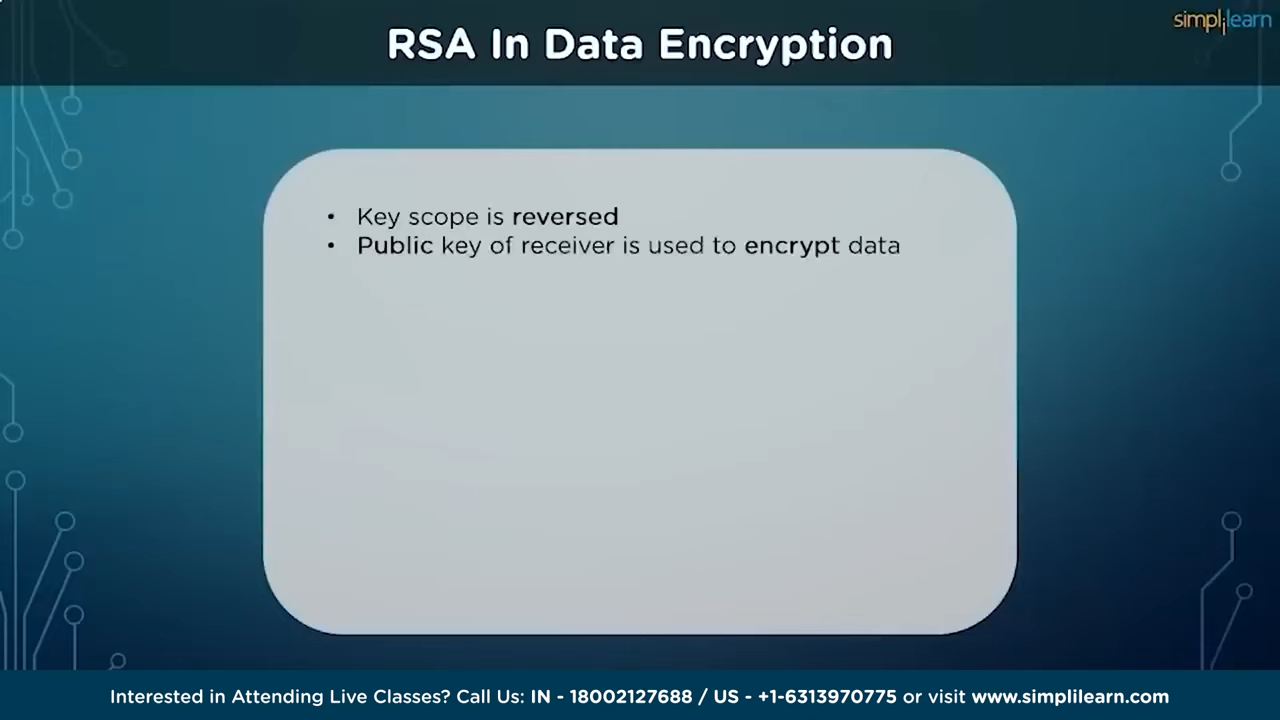 simplilearn
RSA In Data Encryption
• Key scope is reversed
• Public key of receiver is used to encrypt data
Interested in Attending Live Classes? Call Us: IN - 18002127688 / US - +1-6313970775 or visit www.simplilearn.com